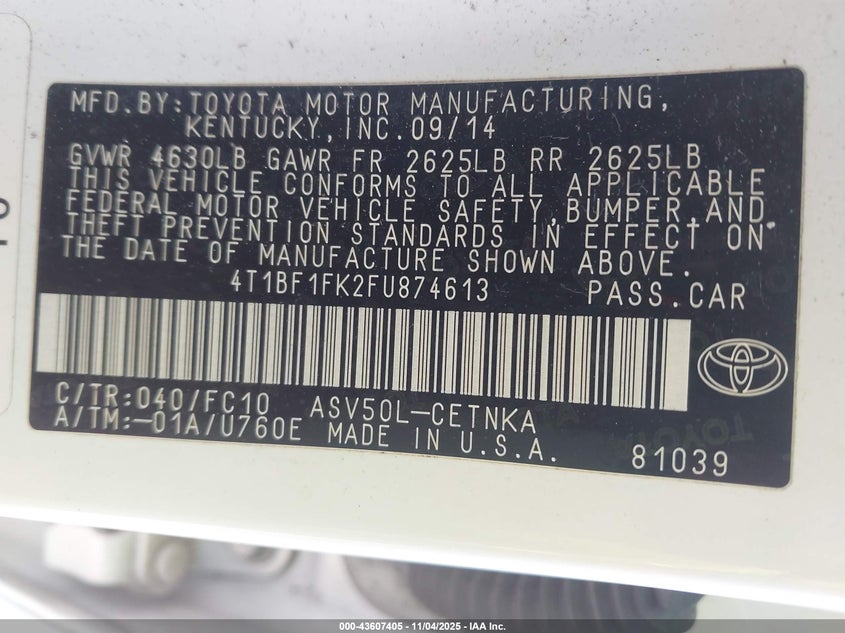 MFD.BY:TOYOTA MOTOR MANUFACTURING,
KENTUCKY,INC.09/14
GVWR 4630LB GAWR FR 2625LB RR 2625LB
THIS VEHICLE CONFORMS TO ALL APPLICABLE
FEDERAL MOTOR VEHICLE SAFETY,BUMPER,AND
THEFT PREVENTION STANDARDS IN EFFECT ON
THE DATE OF MANUFACTURE SHOWN ABOVE.
4T1BF1FK2FU874613 PASS.CAR
C/TR:040/FC10 ASV50L-CETNKA
A/TM:-01A/U760E MADE IN U.S.A.
81039
000-43607405 - 11/04/2025 - IAA Inc.